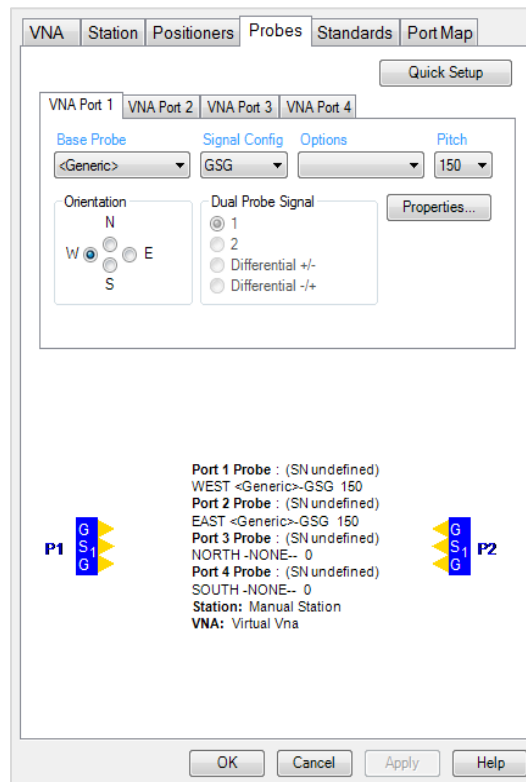 VNA Station Positioners Probes Standards Port Map
Quick Setup
VNA Port 1 VNA Port 2 VNA Port 3 VNA Port 4
Base Probe Signal Config Options Pitch
<Generic> GSG 150
Orientation Dual Probe Signal Properties...
N 1
W E 2
S Differential +/-
Differential -/+
Port 1 Probe : (SN undefined)
WEST <Generic>-GSG 150
Port 2 Probe : (SN undefined)
EAST <Generic>-GSG 150
Port 3 Probe : (SN undefined)
NORTH -NONE-- 0
Port 4 Probe : (SN undefined)
SOUTH -NONE-- 0
Station: Manual Station
VNA: Virtual Vna
G G
P1 S1 S1 P2
G G
OK Cancel Apply Help